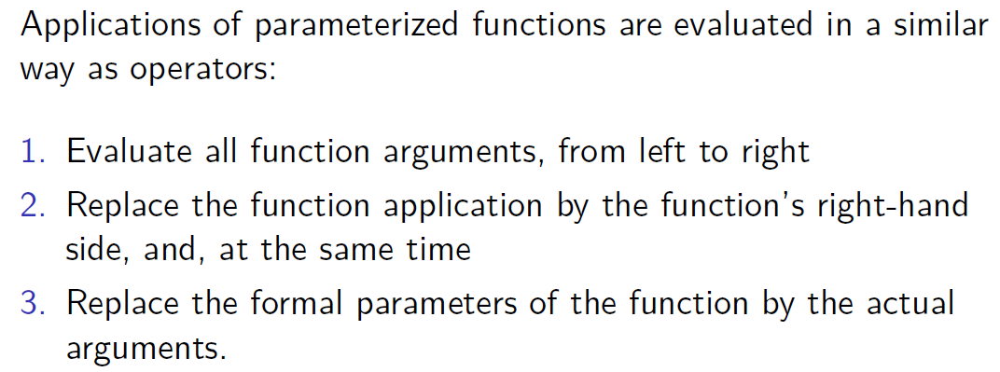 Applications of parameterized functions are evaluated in a similar
way as operators:
1. Evaluate all function arguments, from left to right
2. Replace the function application by the function's right-hand
side, and, at the same time
3. Replace the formal parameters of the function by the actual
arguments.